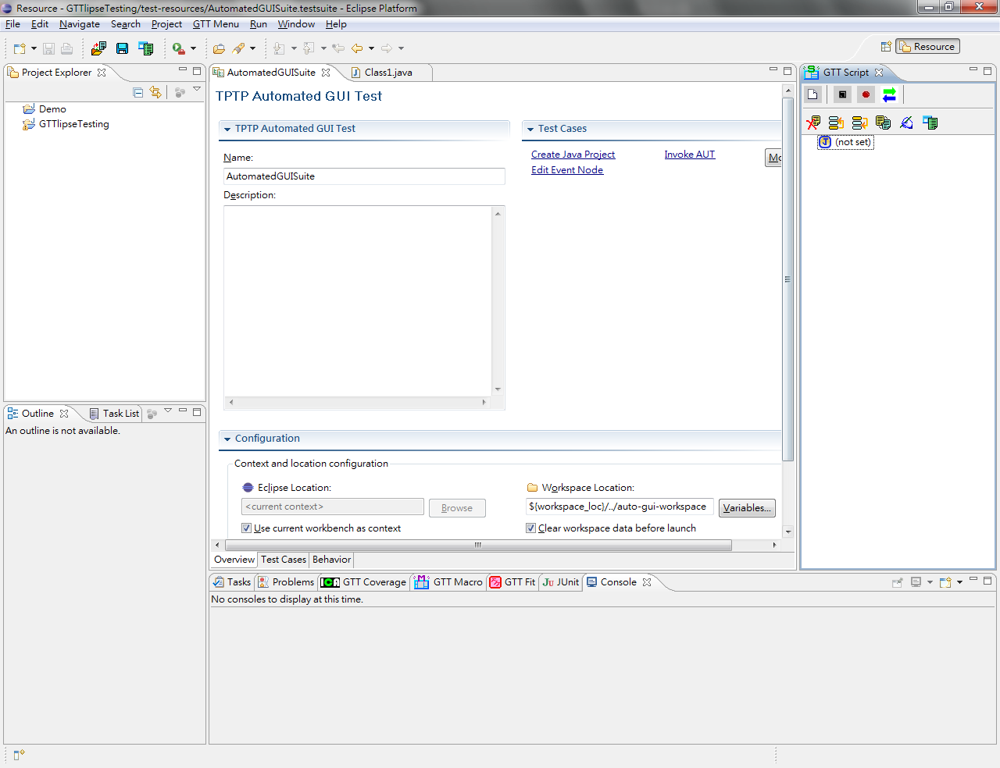 Resource - GTTlipseTesting/test-resources/AutomatedGUISuite.testsuite - Eclipse Platform
File Edit Navigate Search Project GTT Menu Run Window Help
Resource
Project Explorer
Demo
GTTlipseTesting
Outline Task List
An outline is not available.
AutomatedGUISuite Class1.java
TPTP Automated GUI Test
TPTP Automated GUI Test
Name:
AutomatedGUISuite
Description:
Test Cases
Create Java Project Invoke AUT Mo
Edit Event Node
Configuration
Context and location configuration
Eclipse Location: Workspace Location:
<current context> Browse ${workspace_loc}/../auto-gui-workspace Variables...
Use current workbench as context Clear workspace data before launch
Overview Test Cases Behavior
GTT Script
(not set)
Tasks Problems GTT Coverage GTT Macro GTT Fit JUnit Console
No consoles to display at this time.